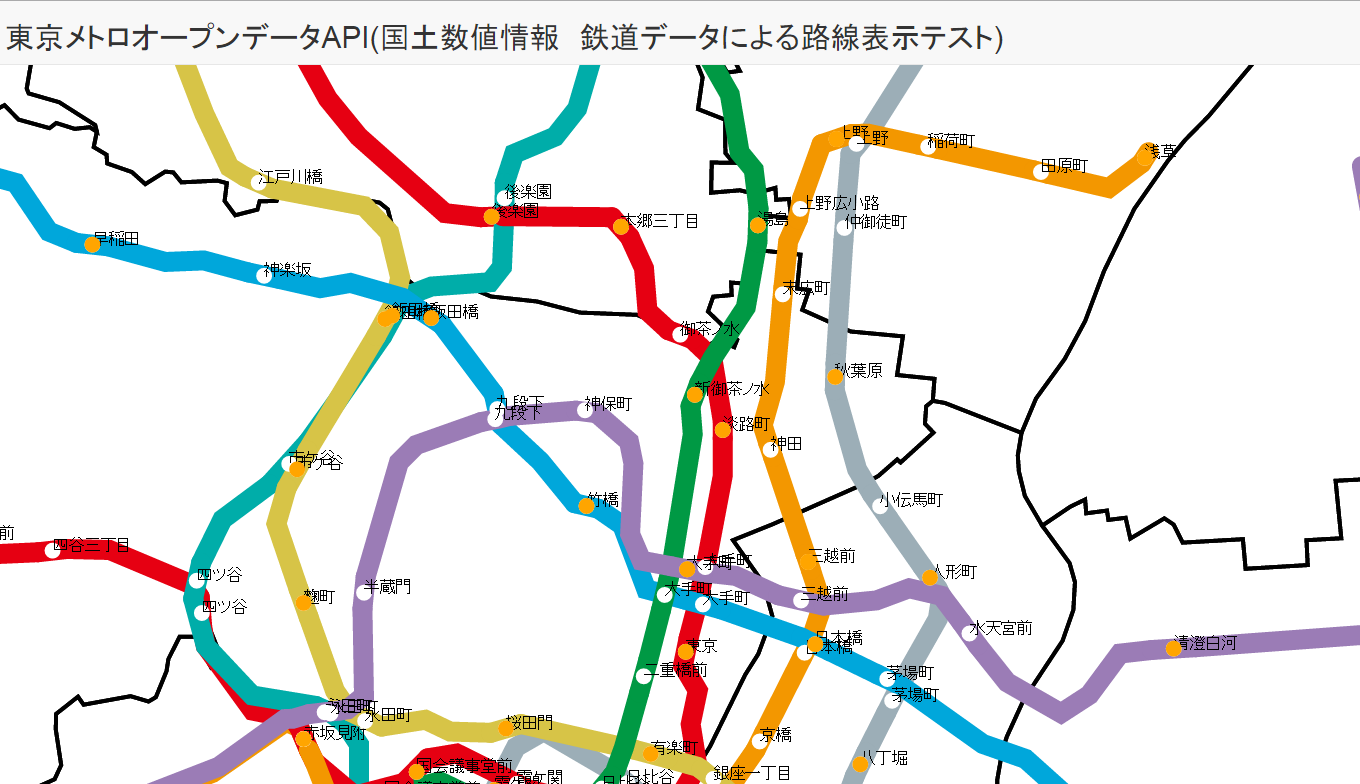 東京メトロオープンデータAPI(国土数値情報　鉄道データによる路線表示テスト)
上野
上野
稲荷町
浅草
田原町
江戸川橋
後楽園
後楽園
本郷三丁目
湯島
上野広小路
仲御徒町
早稲田
神楽坂
末広町
飯田橋
飯田橋
御茶ノ水
秋葉原
新御茶ノ水
九段下
九段下
神保町
淡路町
神田
市ケ谷
市ケ谷
竹橋
小伝馬町
前
四谷三丁目
三越前
大手町
大手町
人形町
四ツ谷
半蔵門
大手町
大手町
三越前
麹町
四ツ谷
水天宮前
日本橋
日本橋
清澄白河
東京
二重橋前
茅場町
茅場町
永田町
永田町
桜田門
赤坂見附
有楽町
京橋
八丁堀
国会議事堂前
霞ケ関
日比谷
銀座一丁目